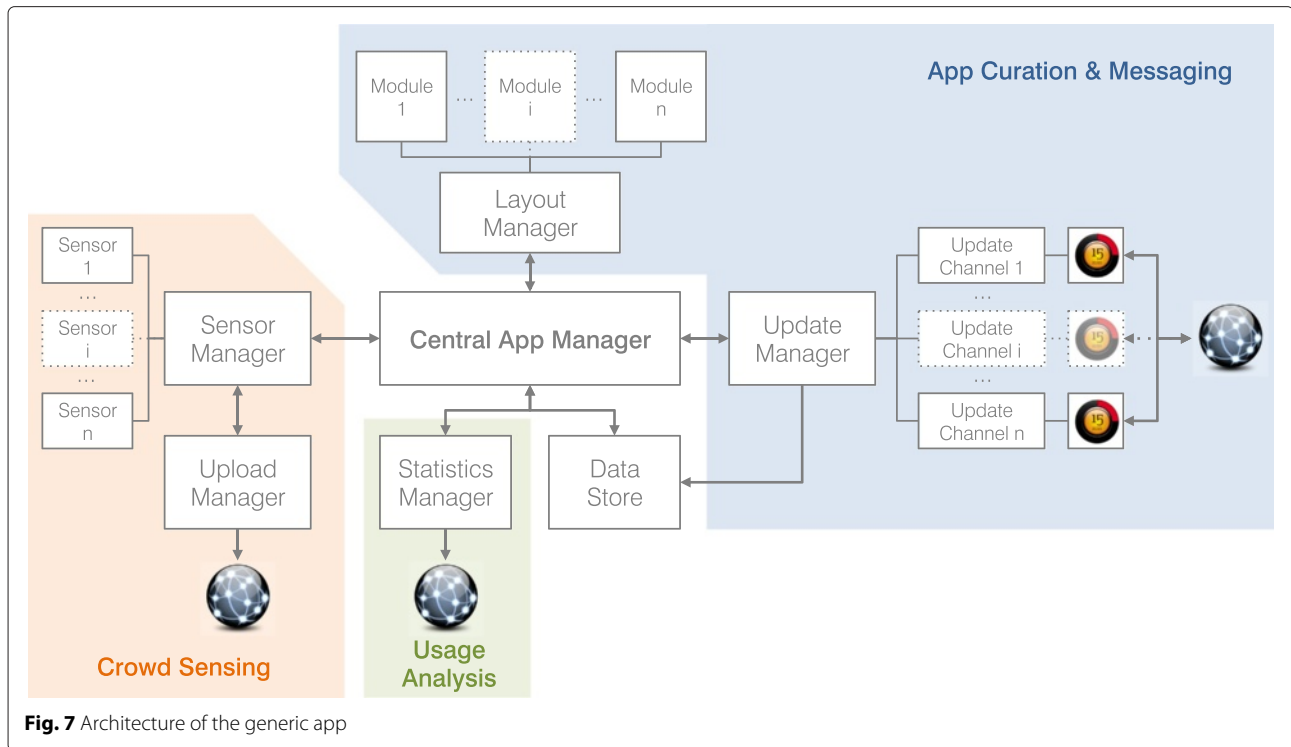 App Curation & Messaging
Module
1
...
Module
i
...
Module
n
Layout
Manager
Sensor
1
...
Sensor
i
...
Sensor
n
Sensor
Manager
Central App Manager
Update
Manager
Update
Channel 1
15
...
Update
Channel i
15
...
Update
Channel n
15
Upload
Manager
Statistics
Manager
Data
Store
Crowd Sensing
Usage
Analysis
Fig. 7 Architecture of the generic app